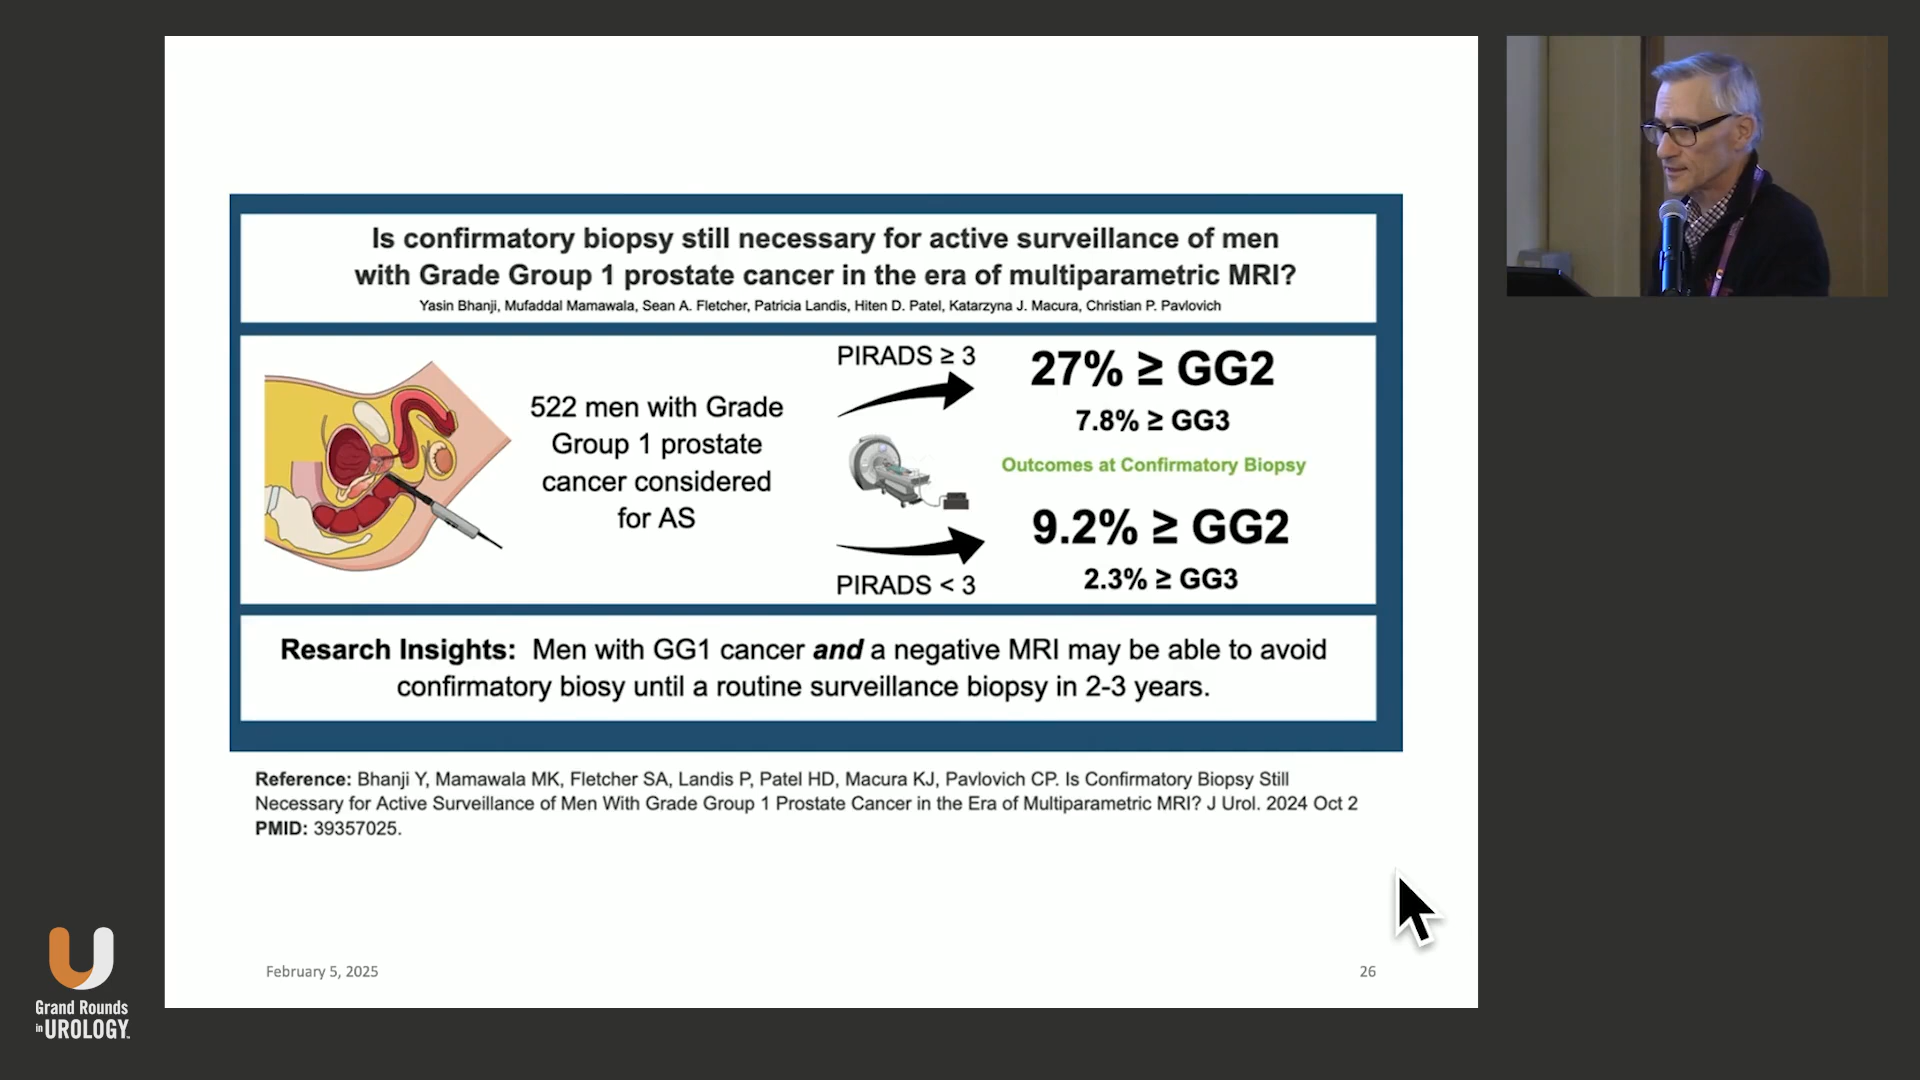 Is confirmatory biopsy still necessary for active surveillance of men
with Grade Group 1 prostate cancer in the era of multiparametric MRI?
Yasin Bhanji, Mufaddal Mamawala, Sean A. Fletcher, Patricia Landis, Hiten D. Patel, Katarzyna J. Macura, Christian P. Pavlovich
522 men with Grade
Group 1 prostate
cancer considered
for AS
PIRADS ≥ 3
27% ≥ GG2
7.8% ≥ GG3
Outcomes at Confirmatory Biopsy
9.2% ≥ GG2
2.3% ≥ GG3
PIRADS < 3
Resarch Insights: Men with GG1 cancer and a negative MRI may be able to avoid
confirmatory biosy until a routine surveillance biopsy in 2-3 years.
Reference: Bhanji Y, Mamawala MK, Fletcher SA, Landis P, Patel HD, Macura KJ, Pavlovich CP. Is Confirmatory Biopsy Still
Necessary for Active Surveillance of Men With Grade Group 1 Prostate Cancer in the Era of Multiparametric MRI? J Urol. 2024 Oct 2
PMID: 39357025.
February 5, 2025
26
Grand Rounds
in UROLOGY